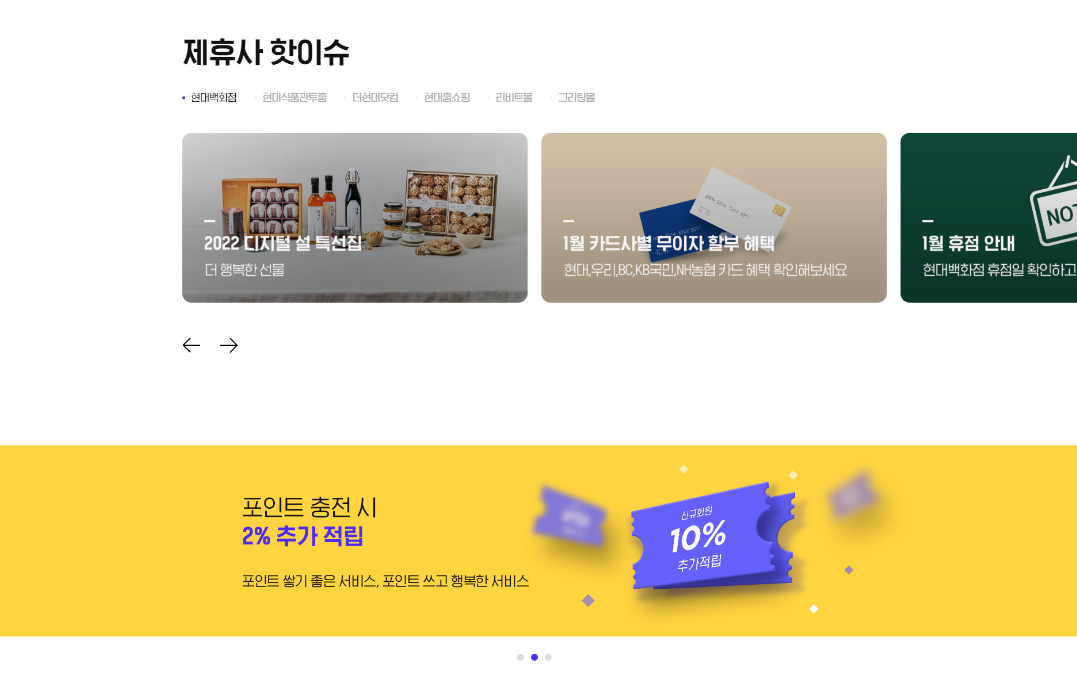 제휴사 핫이슈
현대백화점 현대식품관투홈 더현대닷컴 현대홈쇼핑 리바트몰 그리팅몰
2022 디지털 설 특선집
더 행복한 선물
1월 카드사별 무이자 할부 혜택
현대,우리,BC,KB국민,NH농협 카드 혜택 확인해보세요
NOT
1월 휴점 안내
현대백화점 휴점일 확인하고
포인트 충전 시
2% 추가 적립
포인트 쌓기 좋은 서비스, 포인트 쓰고 행복한 서비스
신규회원
10%
추가적립